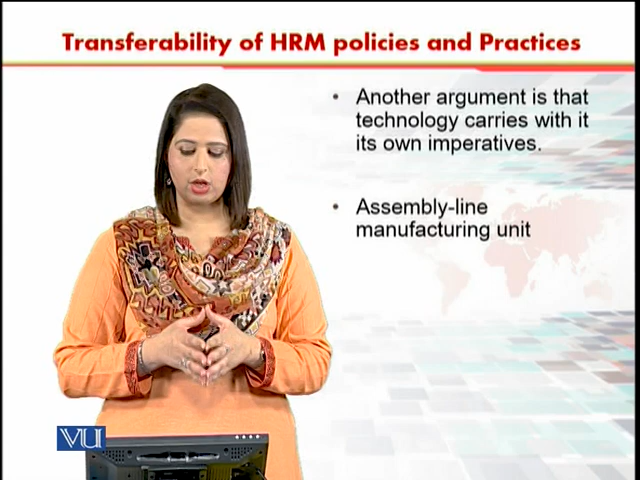 Transferability of HRM policies and Practices
• Another argument is that
technology carries with it
its own imperatives.
• Assembly-line
manufacturing unit
VU